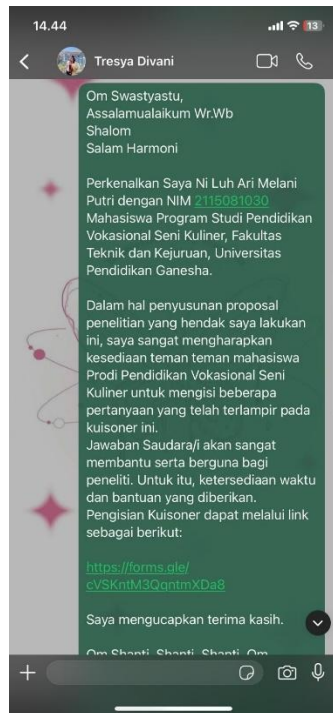 14.44
13
Tresya Divani
Om Swastyastu,
Assalamualaikum Wr.Wb
Shalom
Salam Harmoni
Perkenalkan Saya Ni Luh Ari Melani
Putri dengan NIM 2115081030
Mahasiswa Program Studi Pendidikan
Vokasional Seni Kuliner, Fakultas
Teknik dan Kejuruan, Universitas
Pendidikan Ganesha.
Dalam hal penyusunan proposal
penelitian yang hendak saya lakukan
ini, saya sangat mengharapkan
kesediaan teman teman mahasiswa
Prodi Pendidikan Vokasional Seni
Kuliner untuk mengisi beberapa
pertanyaan yang telah terlampir pada
kuisoner ini.
Jawaban Saudara/i akan sangat
membantu serta berguna bagi
peneliti. Untuk itu, ketersediaan waktu
dan bantuan yang diberikan.
Pengisian Kuisoner dapat melalui link
sebagai berikut:
https://forms.gle/
cVSKntM3QqntmXDa8
Saya mengucapkan terima kasih.
Om Shanti, Shanti, Shanti, Om